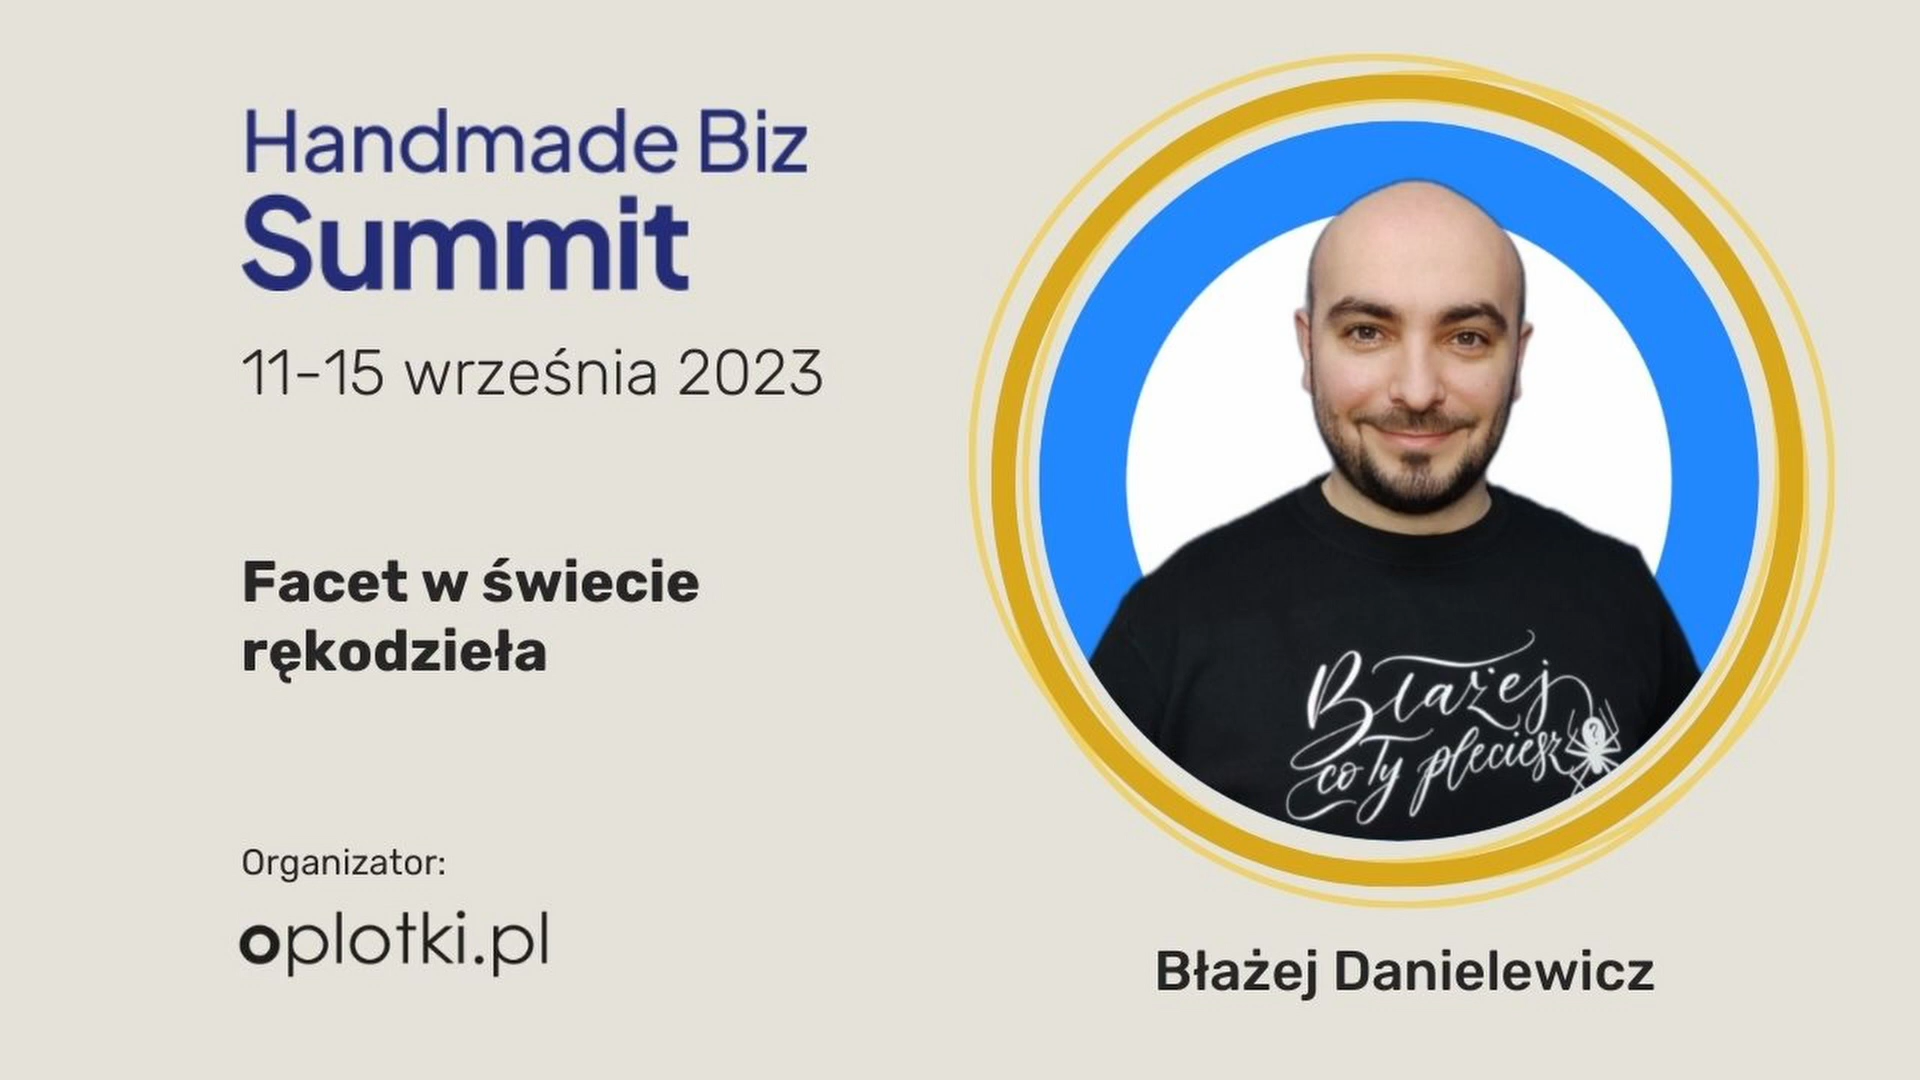 Handmade Biz
Summit
11-15 września 2023
Facet w świecie
rękodzieła
Organizator:
oplotki.pl
Błażej
co Ty pleciesz
?
Błażej Danielewicz